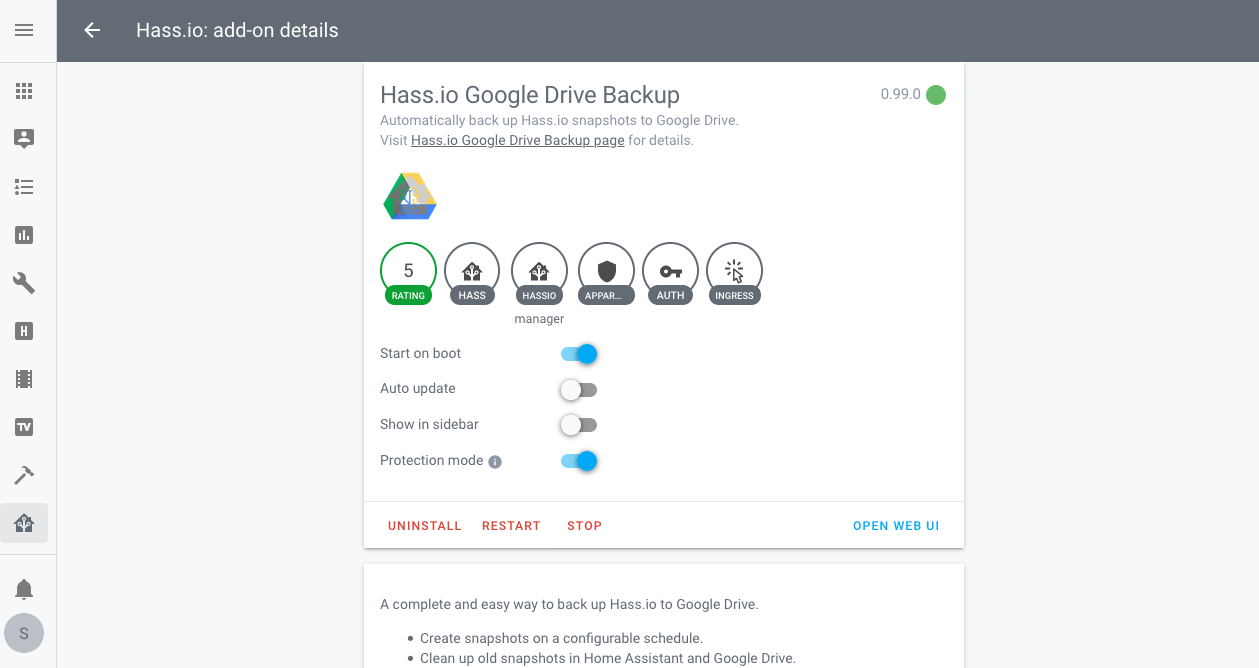 Hass.io: add-on details
Hass.io Google Drive Backup
0.99.0
Automatically back up Hass.io snapshots to Google Drive.
Visit Hass.io Google Drive Backup page for details.
5
RATING
HASS
HASSIO
APPAR...
AUTH
INGRESS
manager
Start on boot
Auto update
Show in sidebar
Protection mode
H
TV
UNINSTALL RESTART STOP OPEN WEB UI
A complete and easy way to back up Hass.io to Google Drive.
S
• Create snapshots on a configurable schedule.
• Clean up old snapshots in Home Assistant and Google Drive.